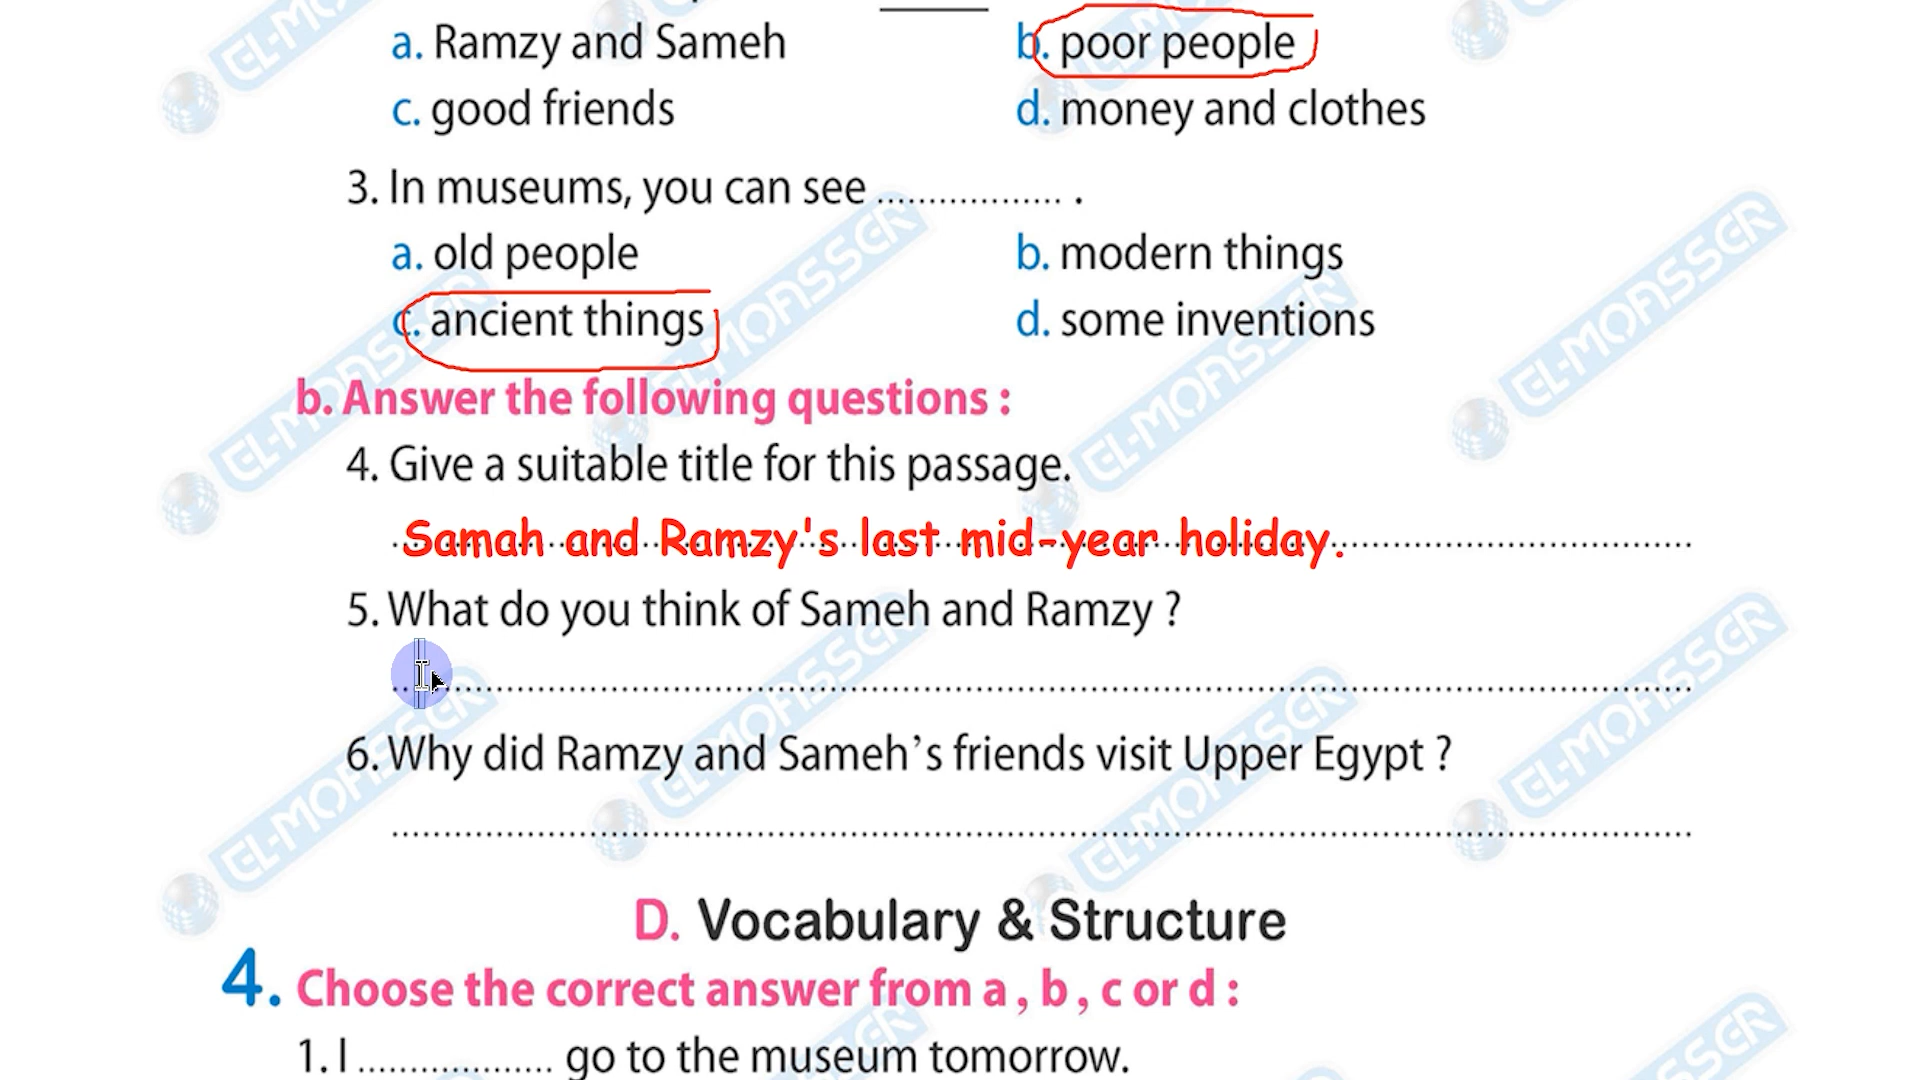 a. Ramzy and Sameh b. poor people
c. good friends d. money and clothes
3. In museums, you can see .................. .
a. old people b. modern things
c. ancient things d. some inventions
b. Answer the following questions :
4. Give a suitable title for this passage.
Samah and Ramzy's last mid-year holiday.
5. What do you think of Sameh and Ramzy ?
6. Why did Ramzy and Sameh's friends visit Upper Egypt ?
D. Vocabulary & Structure
4. Choose the correct answer from a , b , c or d :
1. I ................... go to the museum tomorrow.